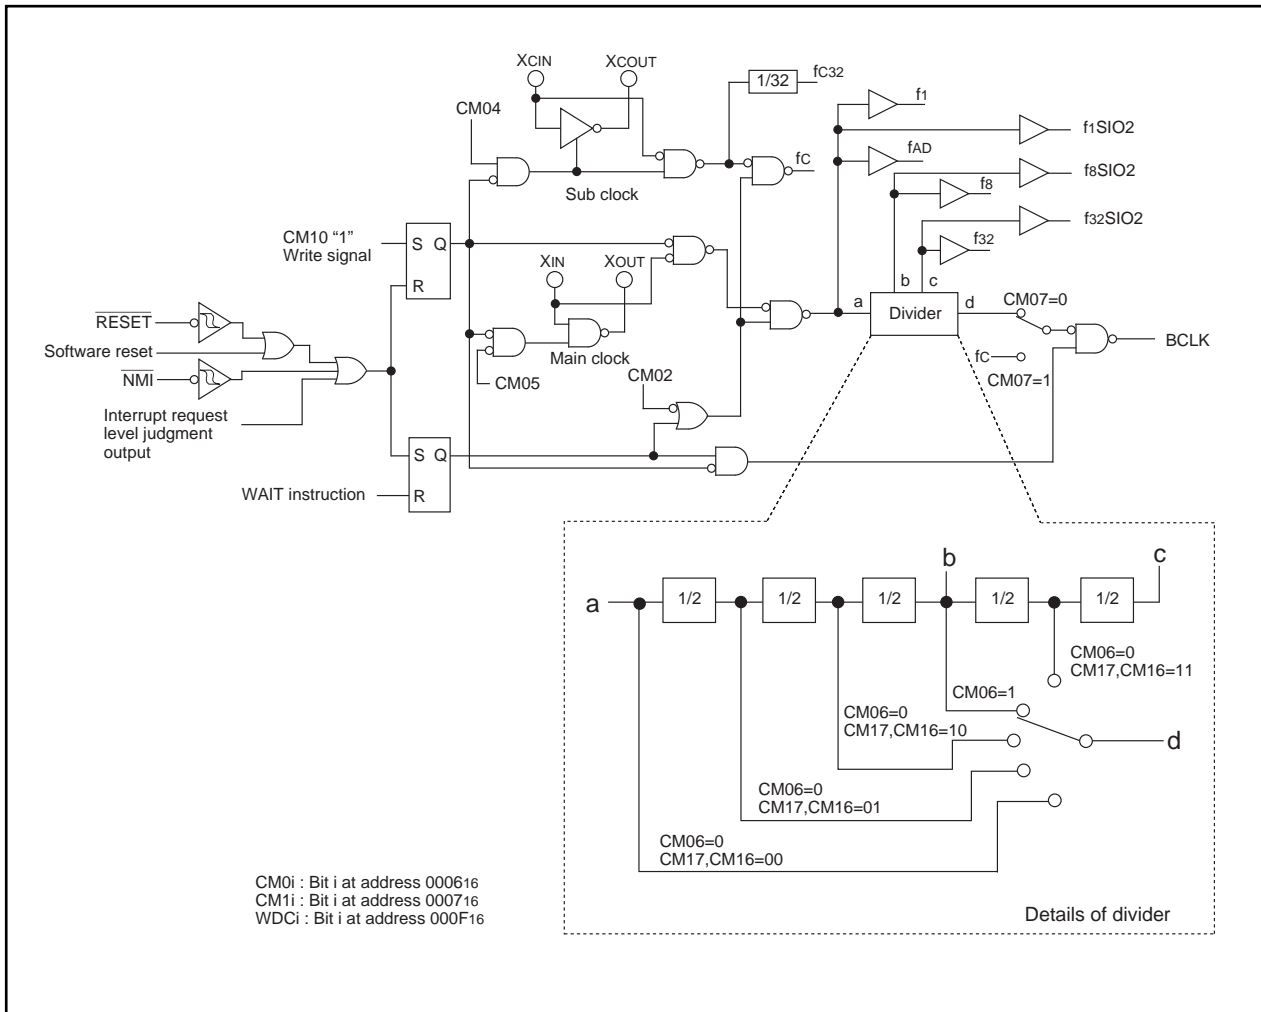 XCIN
XCOUT
1/32
fC32
CM04
f1
f1SIO2
fAD
fC
f8SIO2
Sub clock
f8
CM10 “1”
Write signal
S Q
R
f32SIO2
XIN
XOUT
f32
a
b
c
d
Divider
CM07=0
BCLK
fC
CM07=1
RESET
Software reset
NMI
Main clock
CM05
CM02
Interrupt request
level judgment
output
S Q
R
WAIT instruction
b
c
a
1/2
1/2
1/2
1/2
1/2
CM06=0
CM17,CM16=11
CM06=1
CM06=0
CM17,CM16=10
d
CM06=0
CM17,CM16=01
CM06=0
CM17,CM16=00
CM0i : Bit i at address 000616
CM1i : Bit i at address 000716
WDCi : Bit i at address 000F16
Details of divider